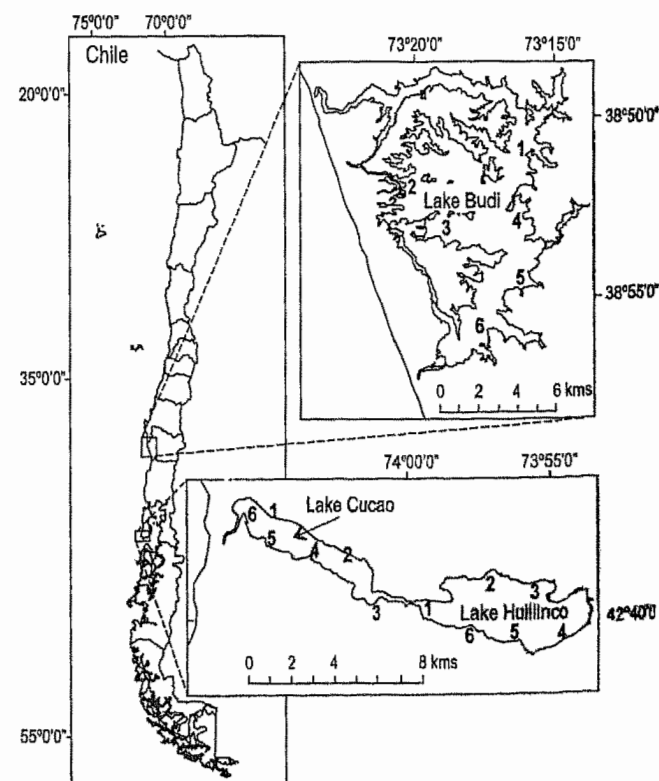 75°0'0" 70°0'0"
Chile
20°0'0"
35°0'0"
55°0'0"
73°20'0" 73°15'0"
38°50'0"
38°55'0"
1
2
Lake Budi
3
4
5
6
0 2 4 6 kms
74°00'0" 73°55'0"
Lake Cucao
6 1
5 4 2
3
1 2 3
Lake Huillinco
6 5 4
42°40'0"
0 2 4 8 kms